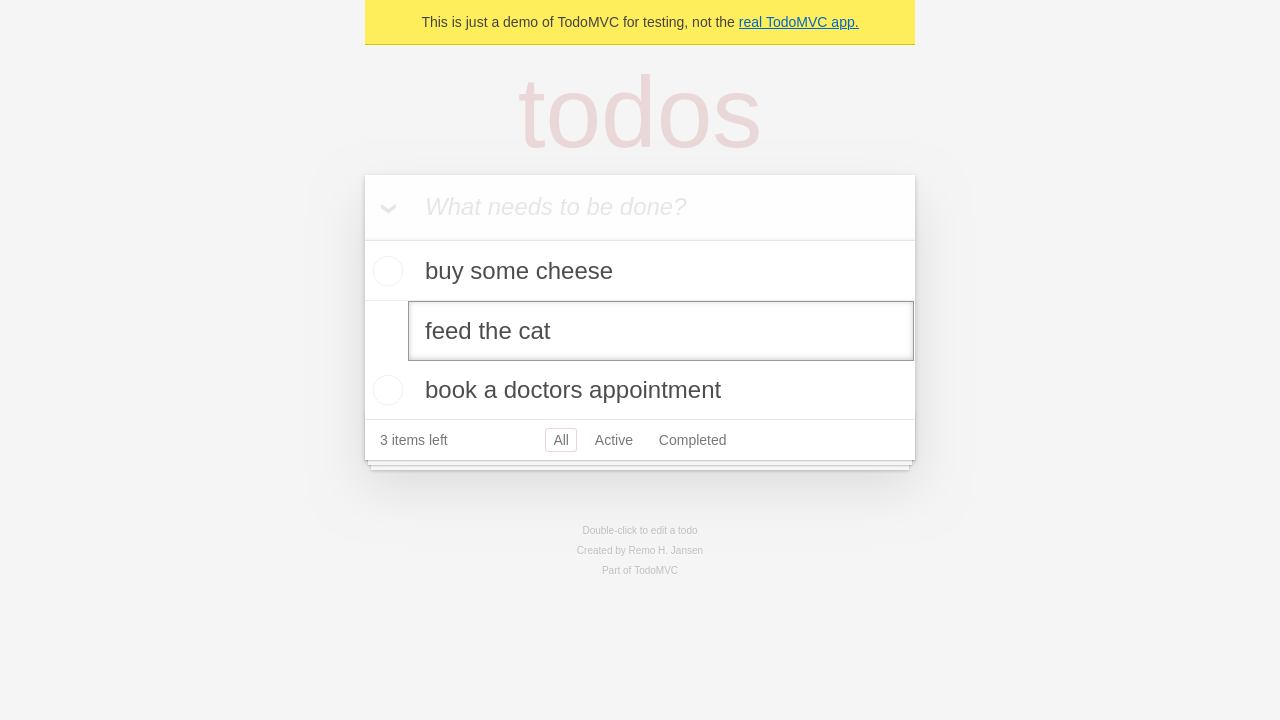 This is just a demo of TodoMVC for testing, not the real TodoMVC app.
todos
What needs to be done?
buy some cheese
feed the cat
book a doctors appointment
3 items left
All
Active
Completed
Double-click to edit a todo
Created by Remo H. Jansen
Part of TodoMVC